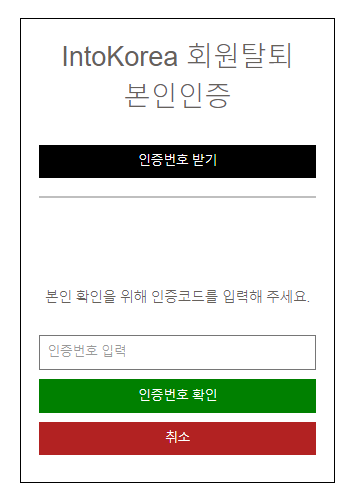 IntoKorea 회원탈퇴
본인인증
인증번호 받기
본인 확인을 위해 인증코드를 입력해 주세요.
인증번호 입력
인증번호 확인
취소